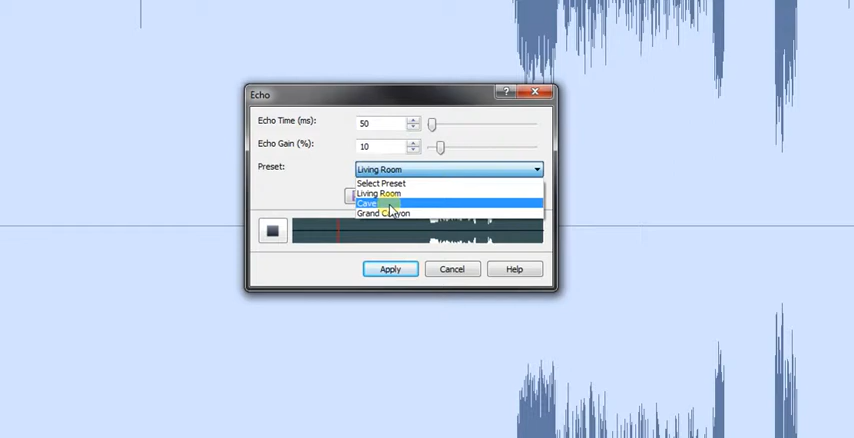 Echo
?
Echo Time (ms):
50
Echo Gain (%):
10
Preset:
Living Room
Select Preset
Living Room
Cave
Grand Canyon
Apply
Cancel
Help